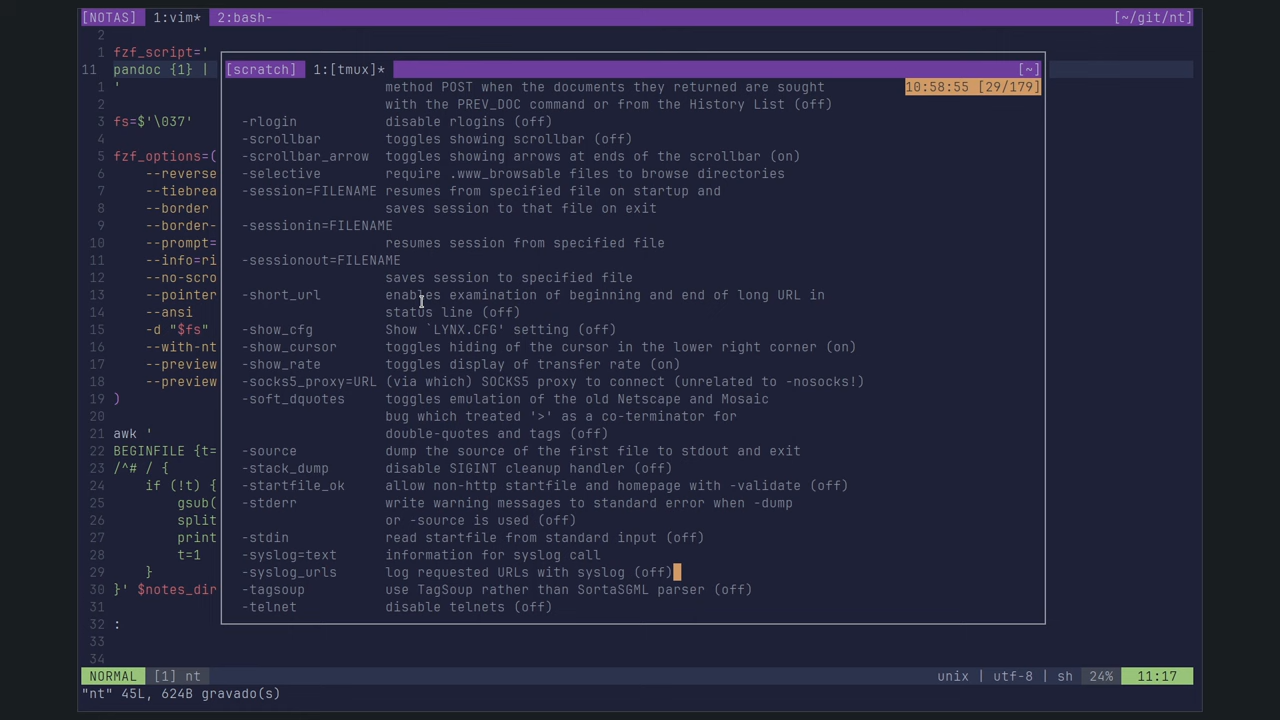 [NOTAS] 1:vim* 2:bash- [~/git/nt]
2
1 fzf_script='
11 pandoc {1} |
1 '
2
3 fs=$'\037'
4
5 fzf_options=(
6 --reverse
7 --tiebrea
8 --border
9 --border-
10 --prompt=
11 --info=ri
12 --no-scro
13 --pointer
14 --ansi
15 -d "$fs"
16 --with-nt
17 --preview
18 --preview
19 )
20
21 awk '
22 BEGINFILE {t=
23 /^# / {
24 if (!t) {
25 gsub(
26 split
27 print
28 t=1
29 }
30 }' $notes_dir
31
32 :
33
34
[scratch] 1:[tmux]* [~]
method POST when the documents they returned are sought 10:58:55 [29/179]
with the PREV_DOC command or from the History List (off)
-rlogin disable rlogins (off)
-scrollbar toggles showing scrollbar (off)
-scrollbar_arrow toggles showing arrows at ends of the scrollbar (on)
-selective require .www_browsable files to browse directories
-session=FILENAME resumes from specified file on startup and
saves session to that file on exit
-sessionin=FILENAME
resumes session from specified file
-sessionout=FILENAME
saves session to specified file
-short_url enables examination of beginning and end of long URL in
status line (off)
-show_cfg Show `LYNX.CFG' setting (off)
-show_cursor toggles hiding of the cursor in the lower right corner (on)
-show_rate toggles display of transfer rate (on)
-socks5_proxy=URL (via which) SOCKS5 proxy to connect (unrelated to -nosocks!)
-soft_dquotes toggles emulation of the old Netscape and Mosaic
bug which treated '>' as a co-terminator for
double-quotes and tags (off)
-source dump the source of the first file to stdout and exit
-stack_dump disable SIGINT cleanup handler (off)
-startfile_ok allow non-http startfile and homepage with -validate (off)
-stderr write warning messages to standard error when -dump
or -source is used (off)
-stdin read startfile from standard input (off)
-syslog=text information for syslog call
-syslog_urls log requested URLs with syslog (off)
-tagsoup use TagSoup rather than SortaSGML parser (off)
-telnet disable telnets (off)
NORMAL [1] nt unix | utf-8 | sh 24% 11:17
"nt" 45L, 624B gravado(s)